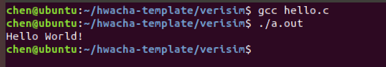 chen@ubuntu:~/hwacha-template/verisim$ gcc hello.c
chen@ubuntu:~/hwacha-template/verisim$ ./a.out
Hello World!
chen@ubuntu:~/hwacha-template/verisim$